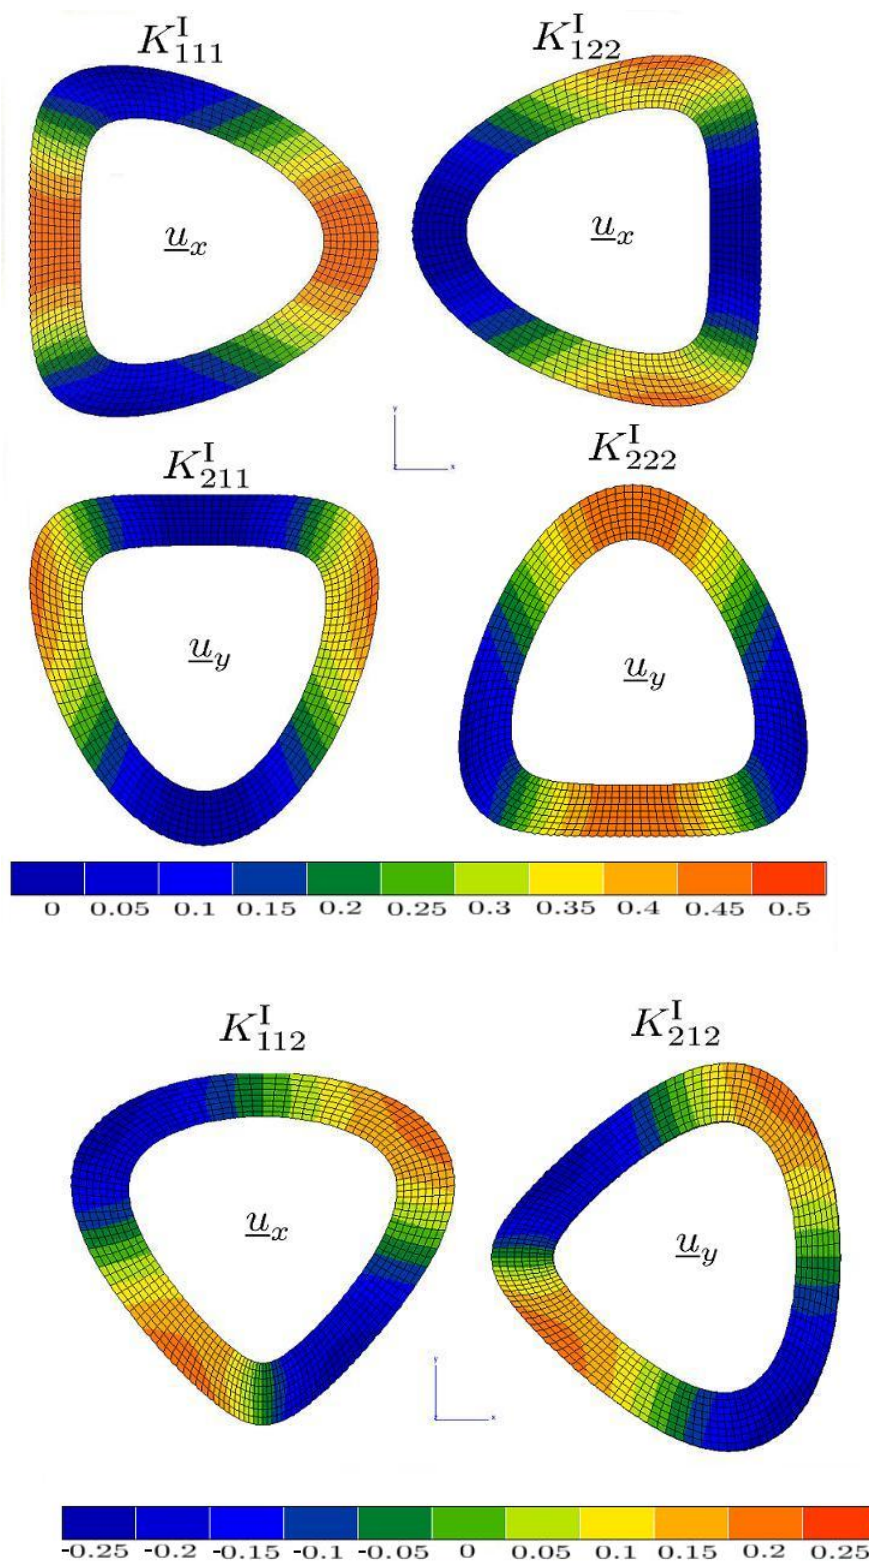 K^I_111 K^I_122
u_x u_x
y
z x
K^I_211 K^I_222
u_y u_y
0 0.05 0.1 0.15 0.2 0.25 0.3 0.35 0.4 0.45 0.5
K^I_112 K^I_212
u_x u_y
y
z x
-0.25 -0.2 -0.15 -0.1 -0.05 0 0.05 0.1 0.15 0.2 0.25